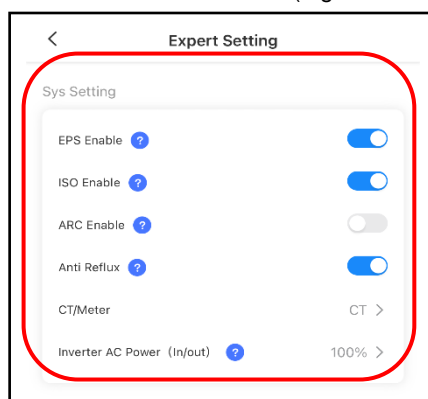 Expert Setting
Sys Setting
EPS Enable ?
ISO Enable ?
ARC Enable ?
Anti Reflux ?
CT/Meter CT >
Inverter AC Power（In/out) ? 100% >